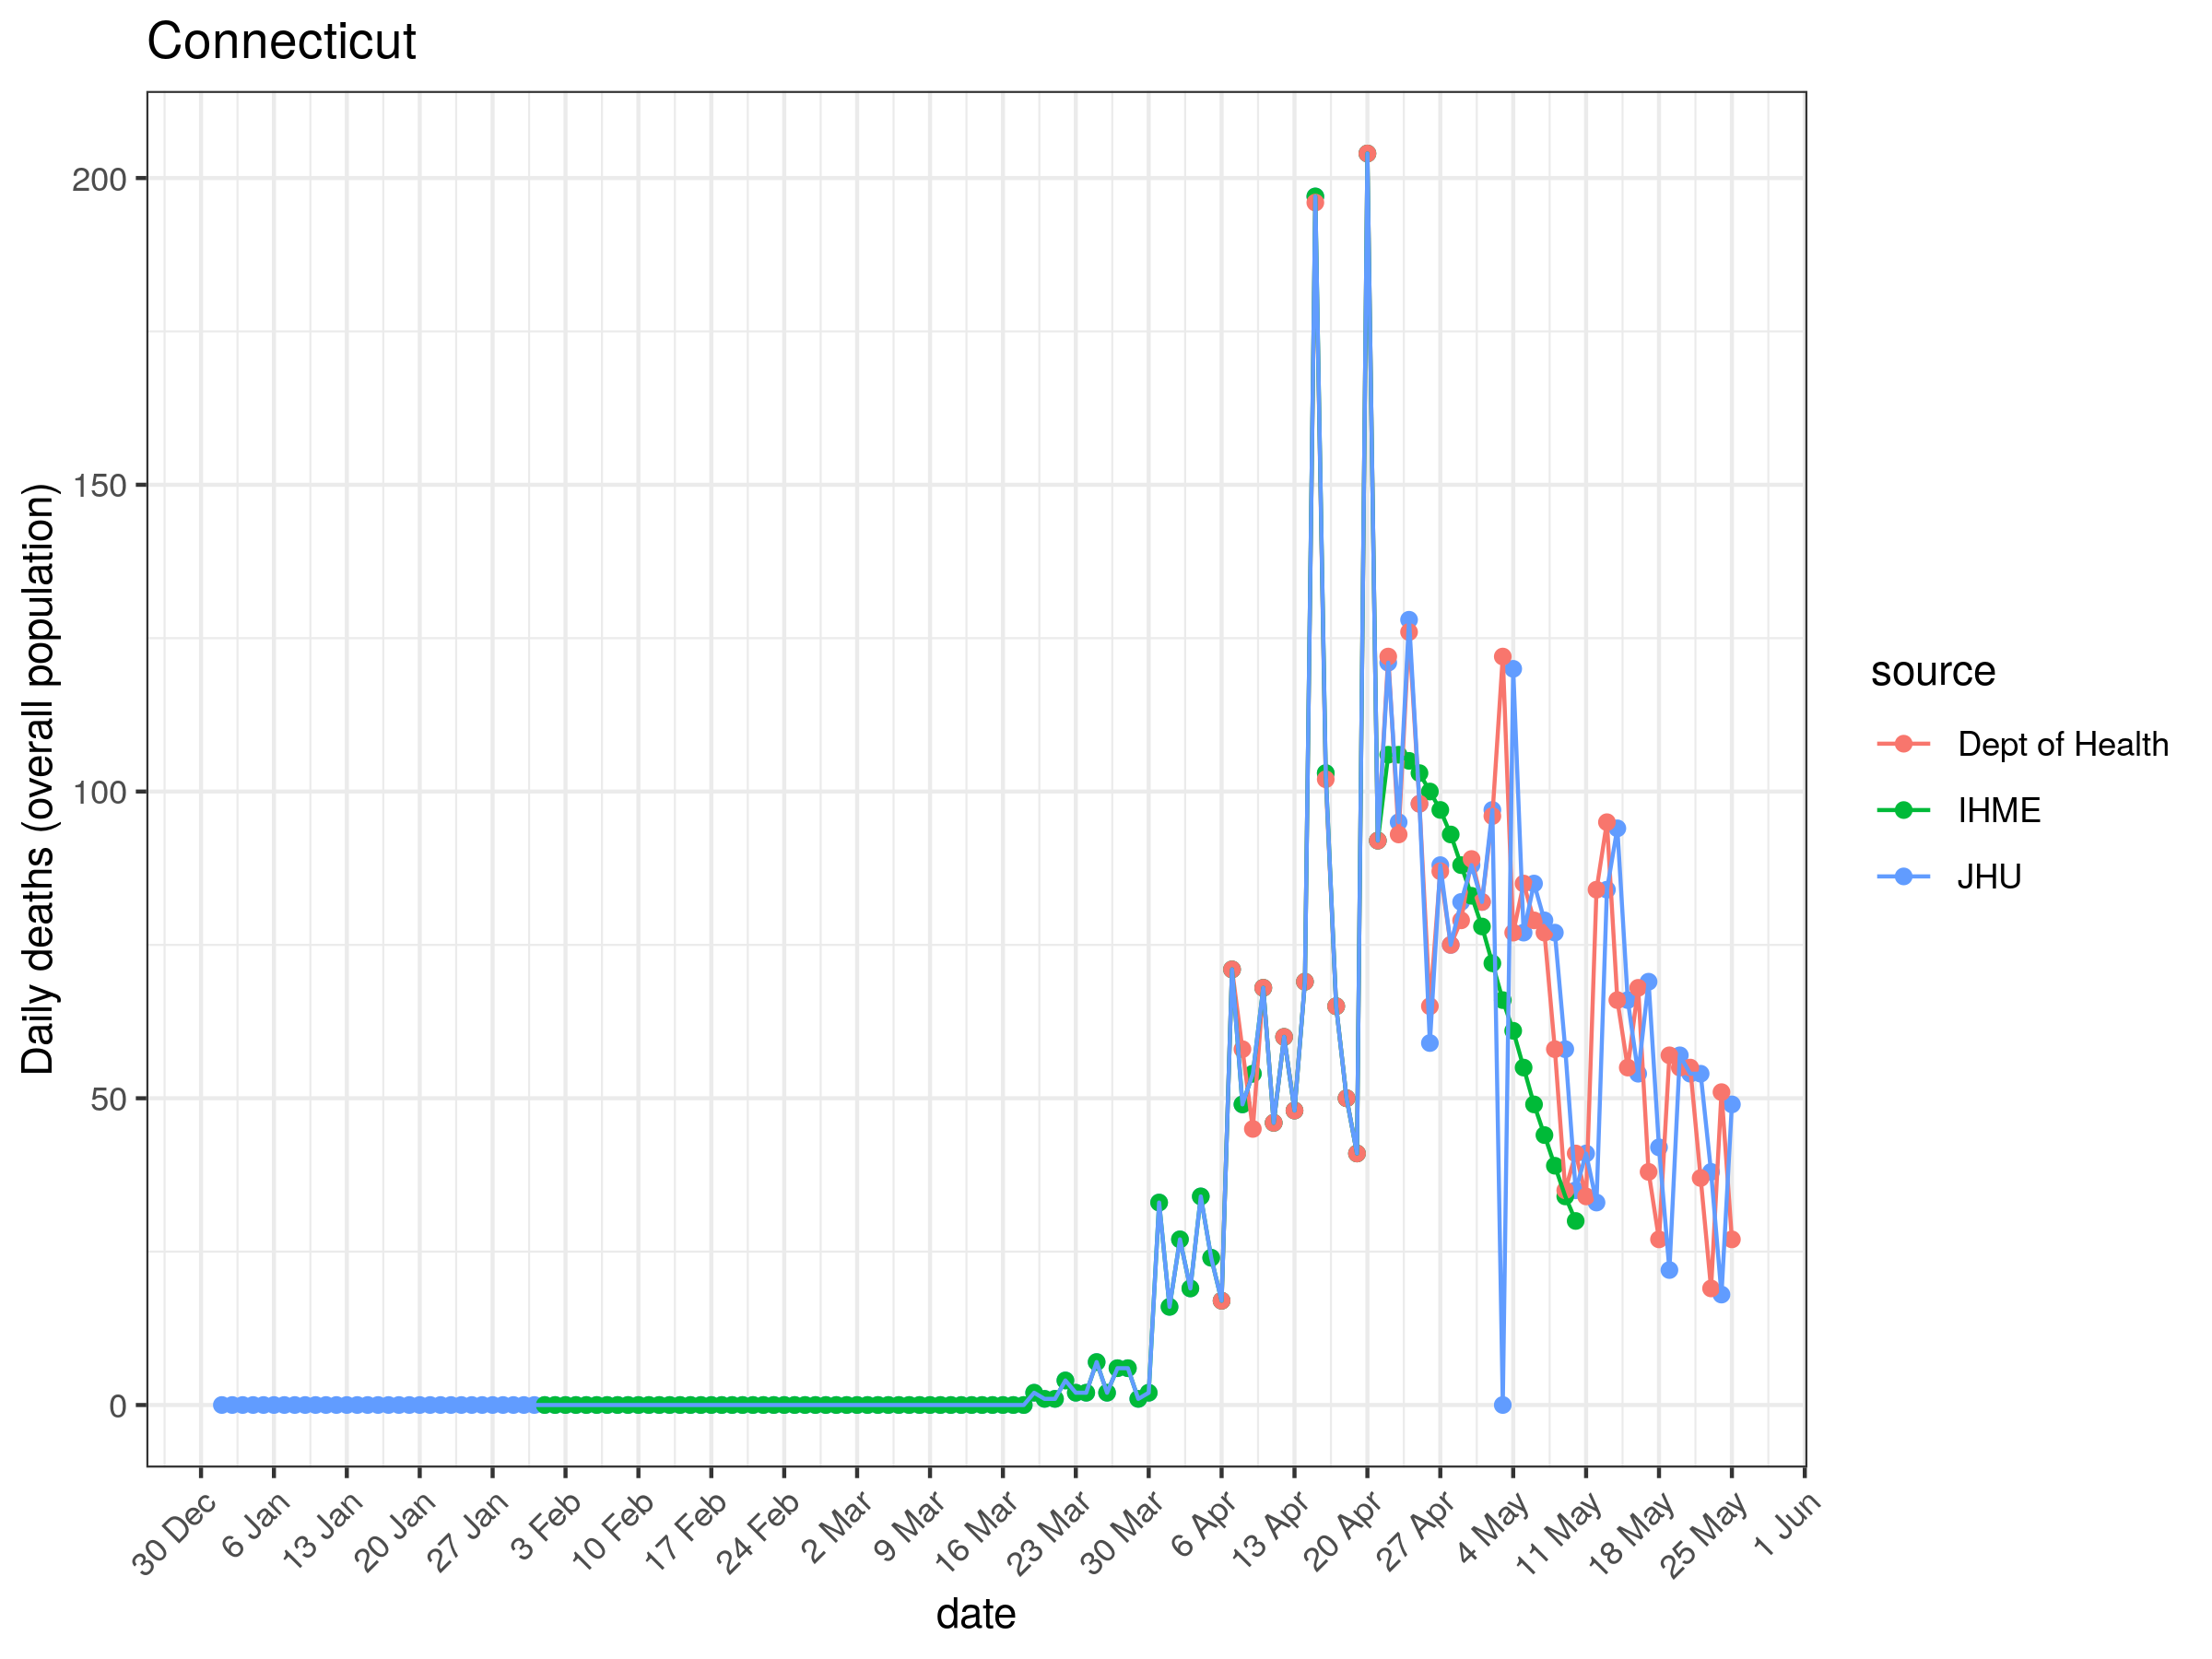 Connecticut
Daily deaths (overall population)
200
150
100
50
0
30 Dec
6 Jan
13 Jan
20 Jan
27 Jan
3 Feb
10 Feb
17 Feb
24 Feb
2 Mar
9 Mar
16 Mar
23 Mar
30 Mar
6 Apr
13 Apr
20 Apr
27 Apr
4 May
11 May
18 May
25 May
1 Jun
date
source
Dept of Health
IHME
JHU